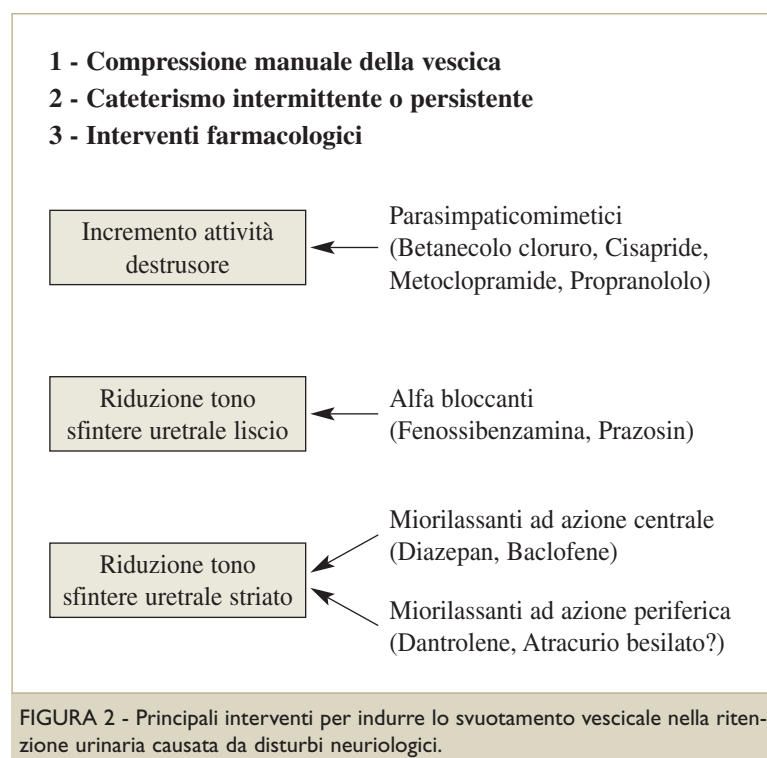 1 - Compressione manuale della vescica
2 - Cateterismo intermittente o persistente
3 - Interventi farmacologici
Incremento attività
destrusore
Parasimpaticomimetici
(Betanecolo cloruro, Cisapride,
Metoclopramide, Propranololo)
Riduzione tono
sfintere uretrale liscio
Alfa bloccanti
(Fenossibenzamina, Prazosin)
Riduzione tono
sfintere uretrale striato
Miorilassanti ad azione centrale
(Diazepan, Baclofene)
Miorilassanti ad azione periferica
(Dantrolene, Atracurio besilato?)
FIGURA 2 - Principali interventi per indurre lo svuotamento vescicale nella riten-
zione urinaria causata da disturbi neuriologici.